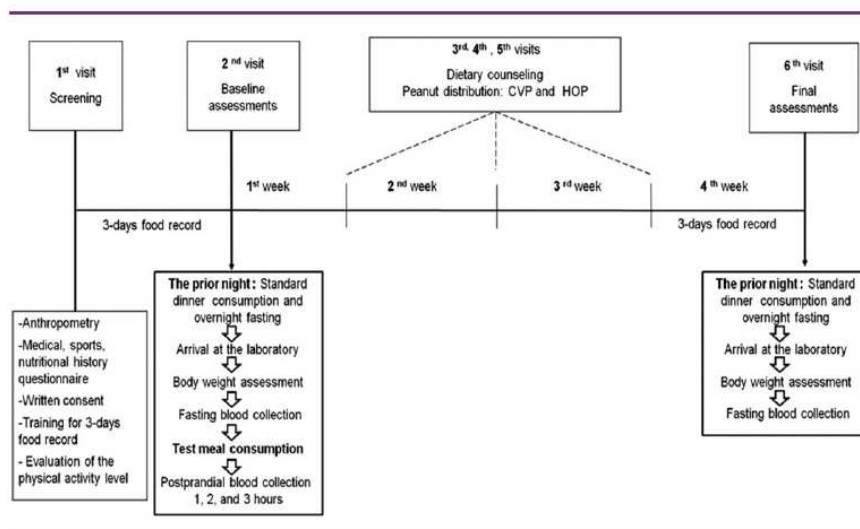 1st visit
Screening
2nd visit
Baseline
assessments
3rd, 4th , 5th visits
Dietary counseling
Peanut distribution: CVP and HOP
6th visit
Final
assessments
1st week
2nd week
3rd week
4th week
3-days food record
3-days food record
-Anthropometry
-Medical, sports,
nutritional history
questionnaire
-Written consent
-Training for 3-days
food record
- Evaluation of the
physical activity level
The prior night: Standard
dinner consumption and
overnight fasting
Arrival at the laboratory
Body weight assessment
Fasting blood collection
Test meal consumption
Postprandial blood collection
1, 2, and 3 hours
The prior night: Standard
dinner consumption and
overnight fasting
Arrival at the laboratory
Body weight assessment
Fasting blood collection